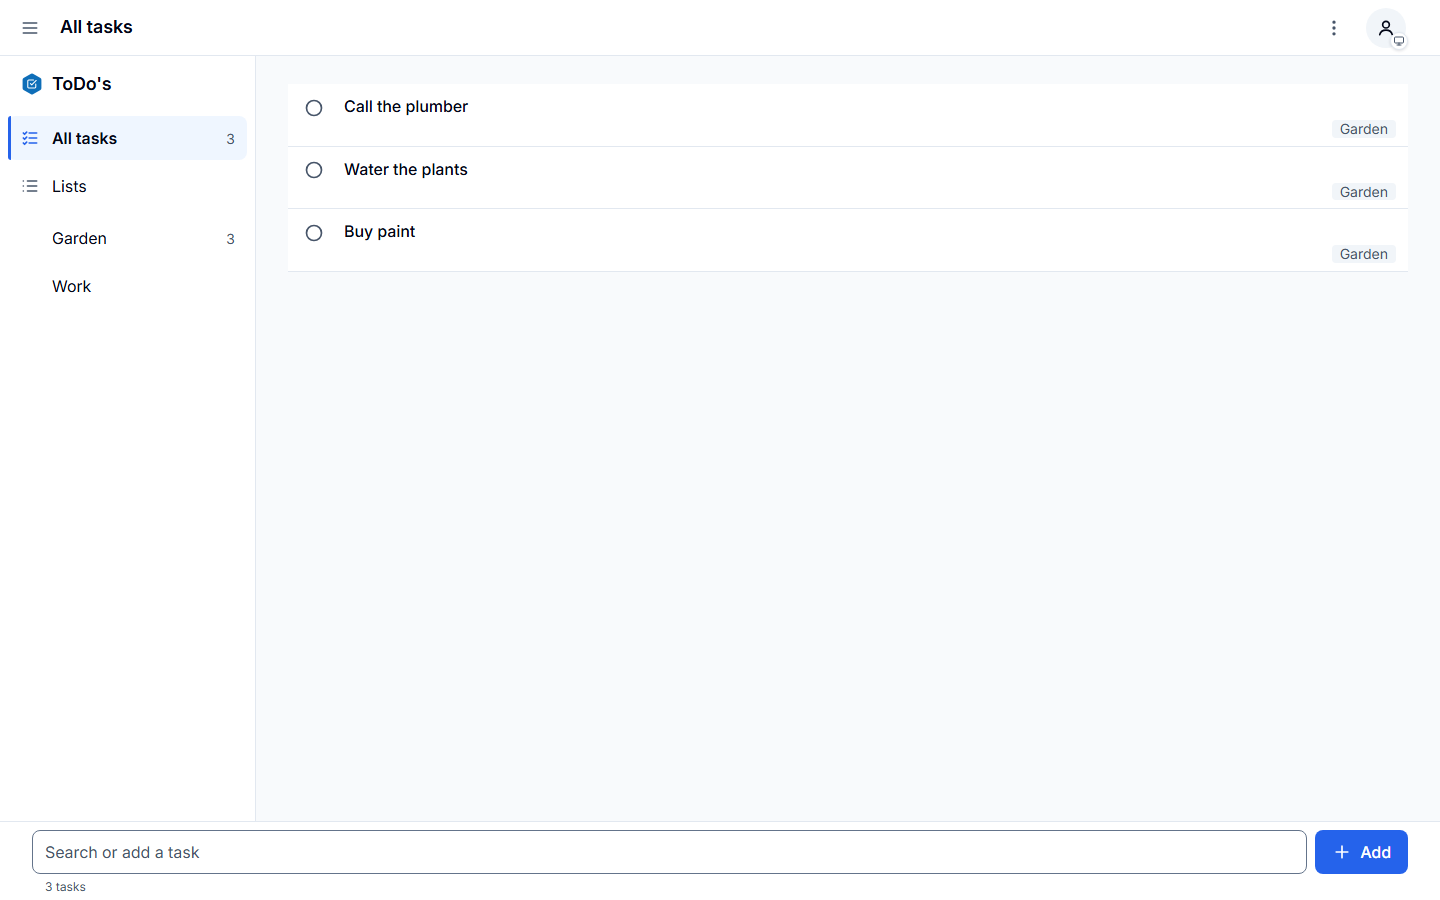 All tasks
ToDo's
All tasks 3
Lists
Garden 3
Work
Call the plumber
Garden
Water the plants
Garden
Buy paint
Garden
Search or add a task
Add
3 tasks